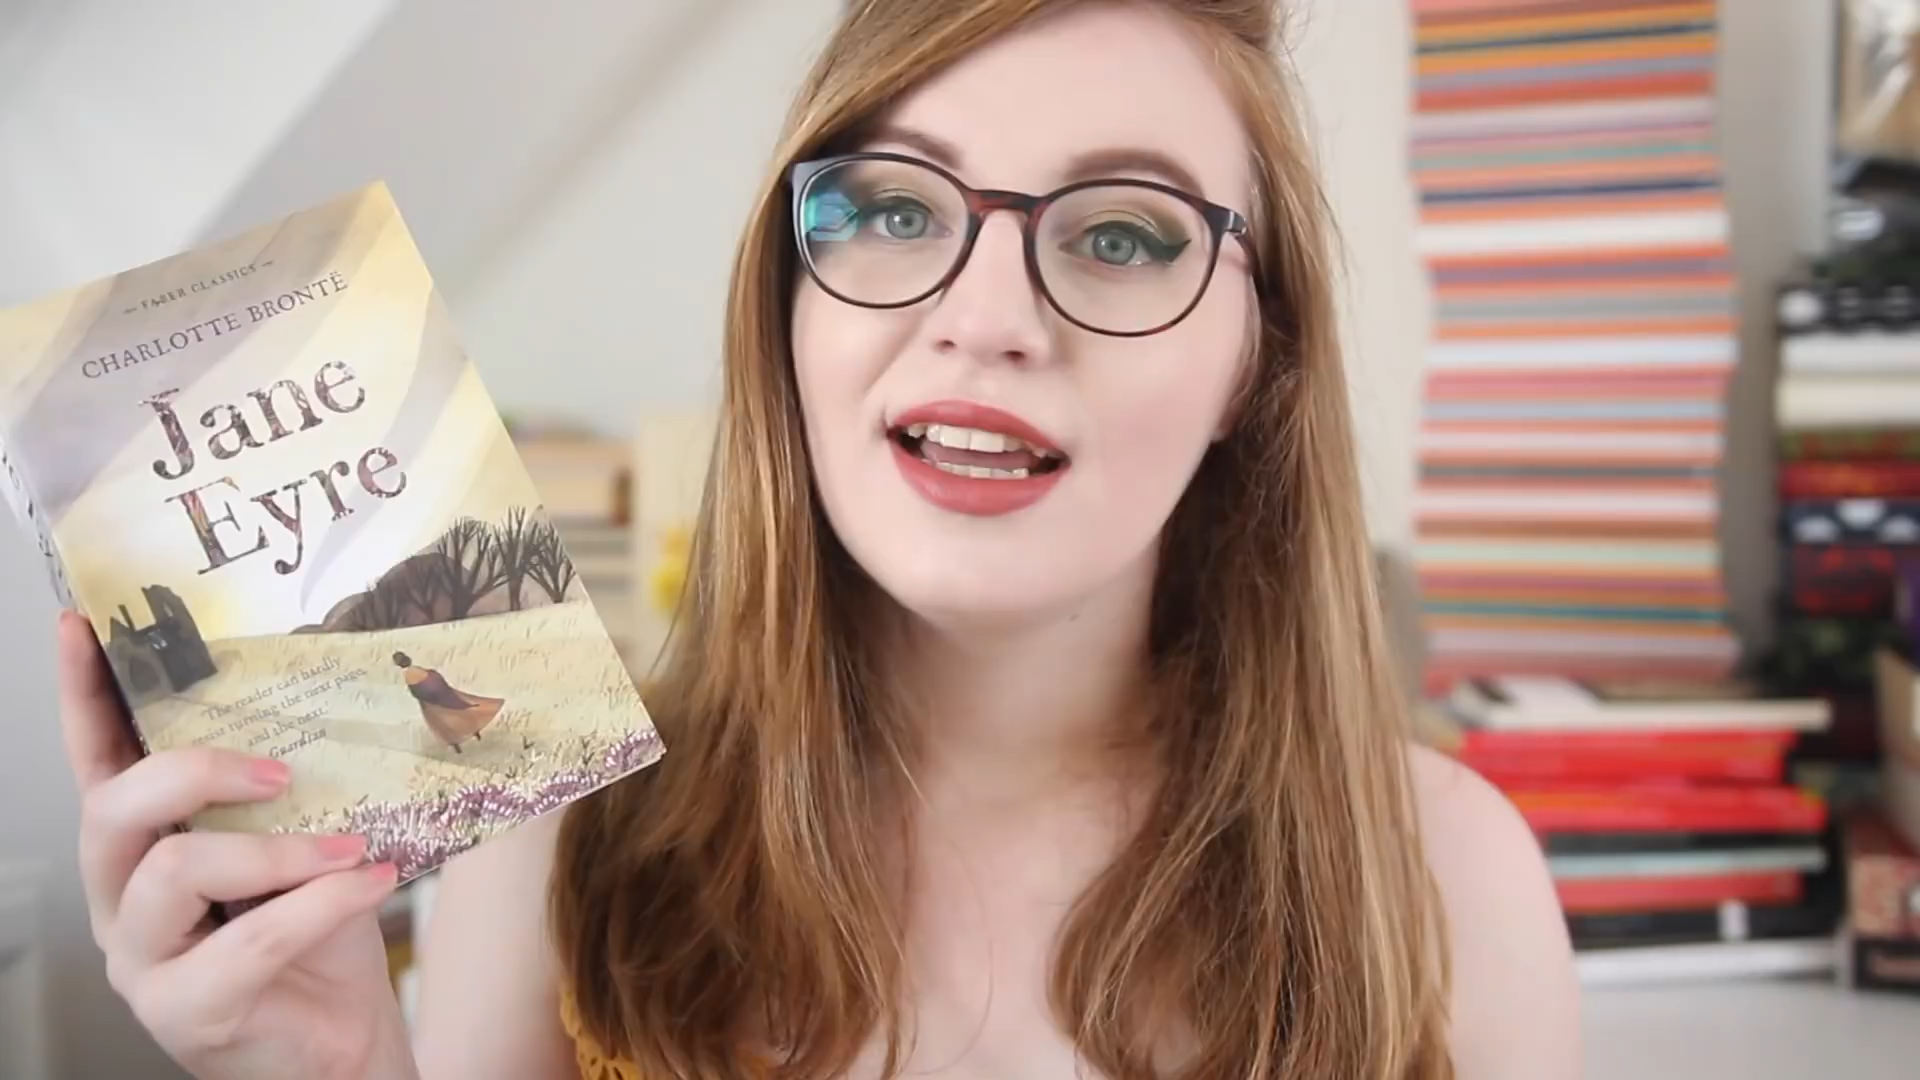 FABER CLASSICS
CHARLOTTE BRONTË
Jane
Eyre
'The reader can hardly
resist turning the next page,
and the next.'
Guardian